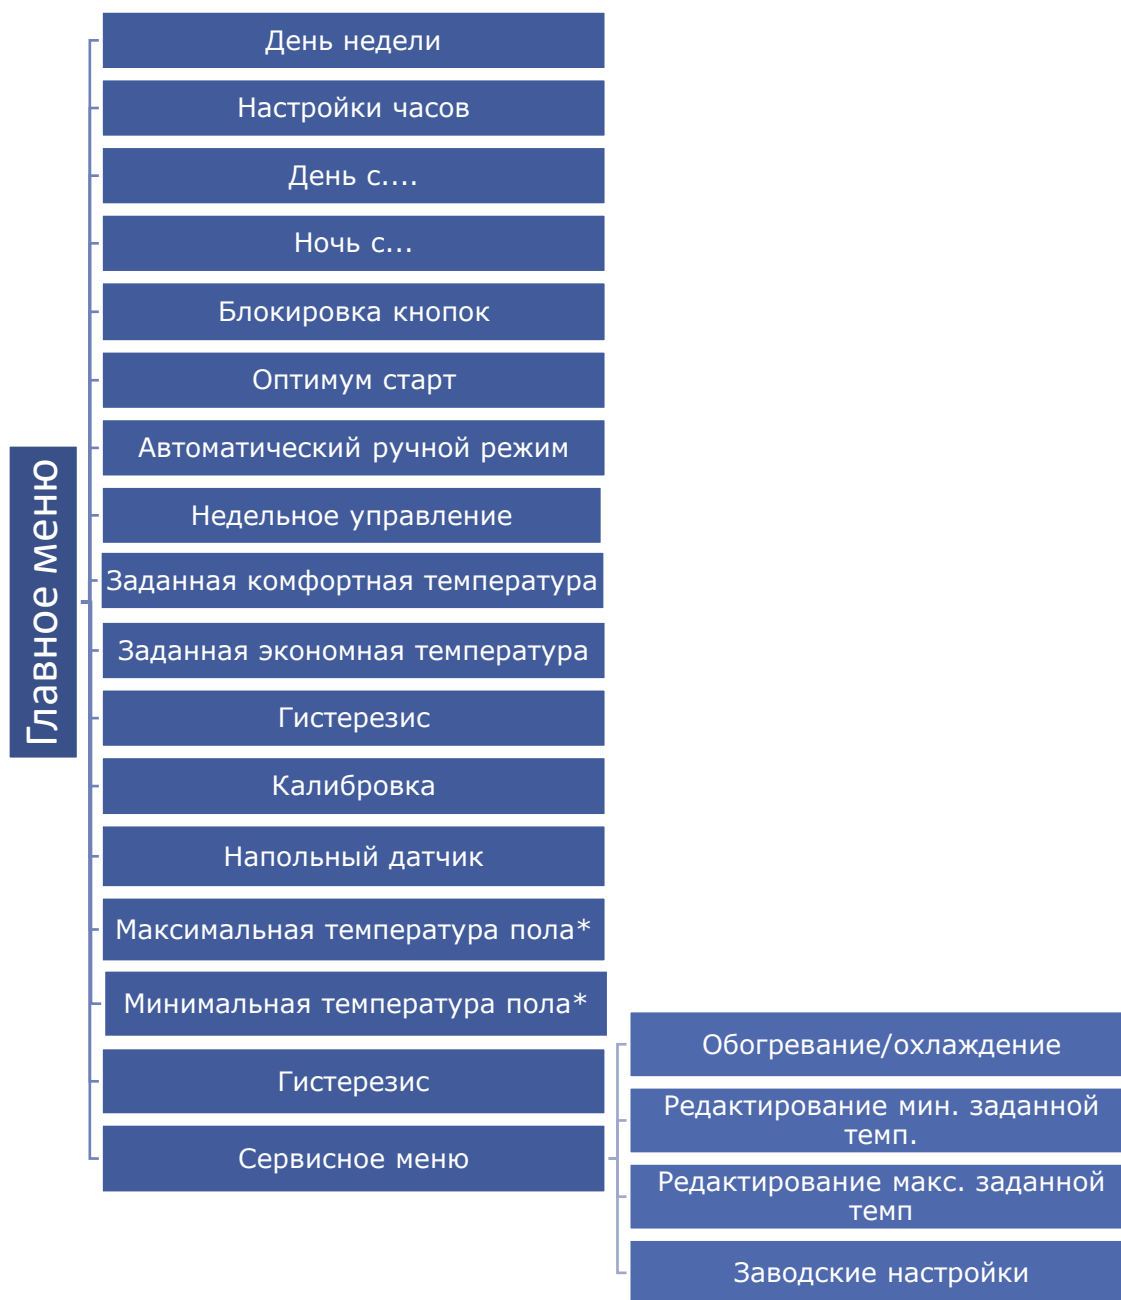 Главное меню
День недели
Настройки часов
День с....
Ночь с...
Блокировка кнопок
Оптимум старт
Автоматический ручной режим
Недельное управление
Заданная комфортная температура
Заданная экономная температура
Гистерезис
Калибровка
Напольный датчик
Максимальная температура пола*
Минимальная температура пола*
Гистерезис
Сервисное меню
Обогревание/охлаждение
Редактирование мин. заданной
темп.
Редактирование макс. заданной
темп
Заводские настройки